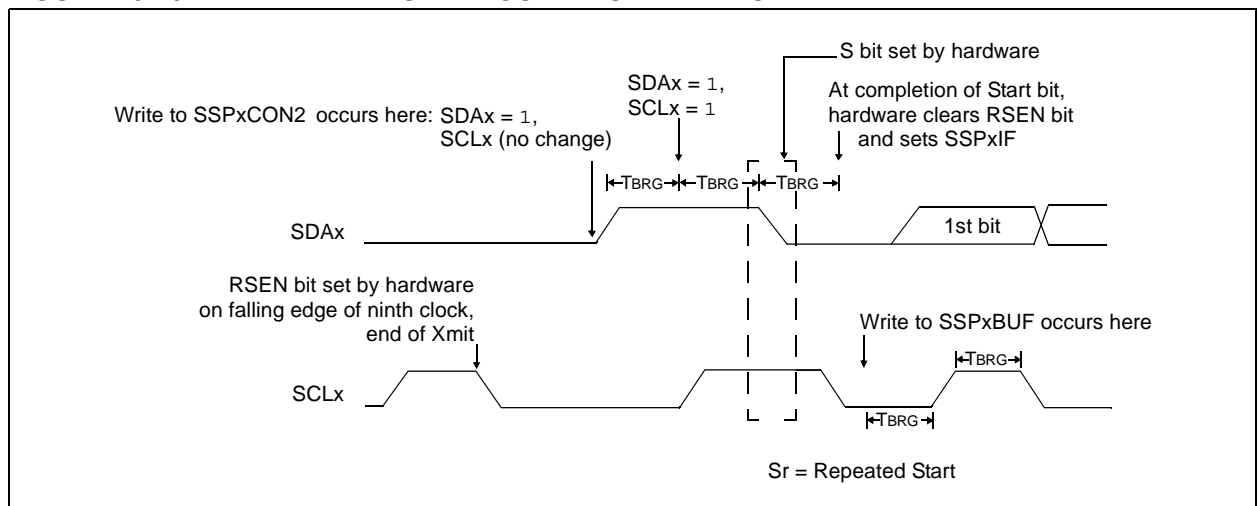 S bit set by hardware
SDAx = 1,
SCLx = 1
At completion of Start bit,
hardware clears RSEN bit
and sets SSPxIF
Write to SSPxCON2 occurs here: SDAx = 1,
SCLx (no change)
TBRG TBRG TBRG
SDAx
1st bit
RSEN bit set by hardware
on falling edge of ninth clock,
end of Xmit
Write to SSPxBUF occurs here
TBRG
SCLx
TBRG
Sr = Repeated Start